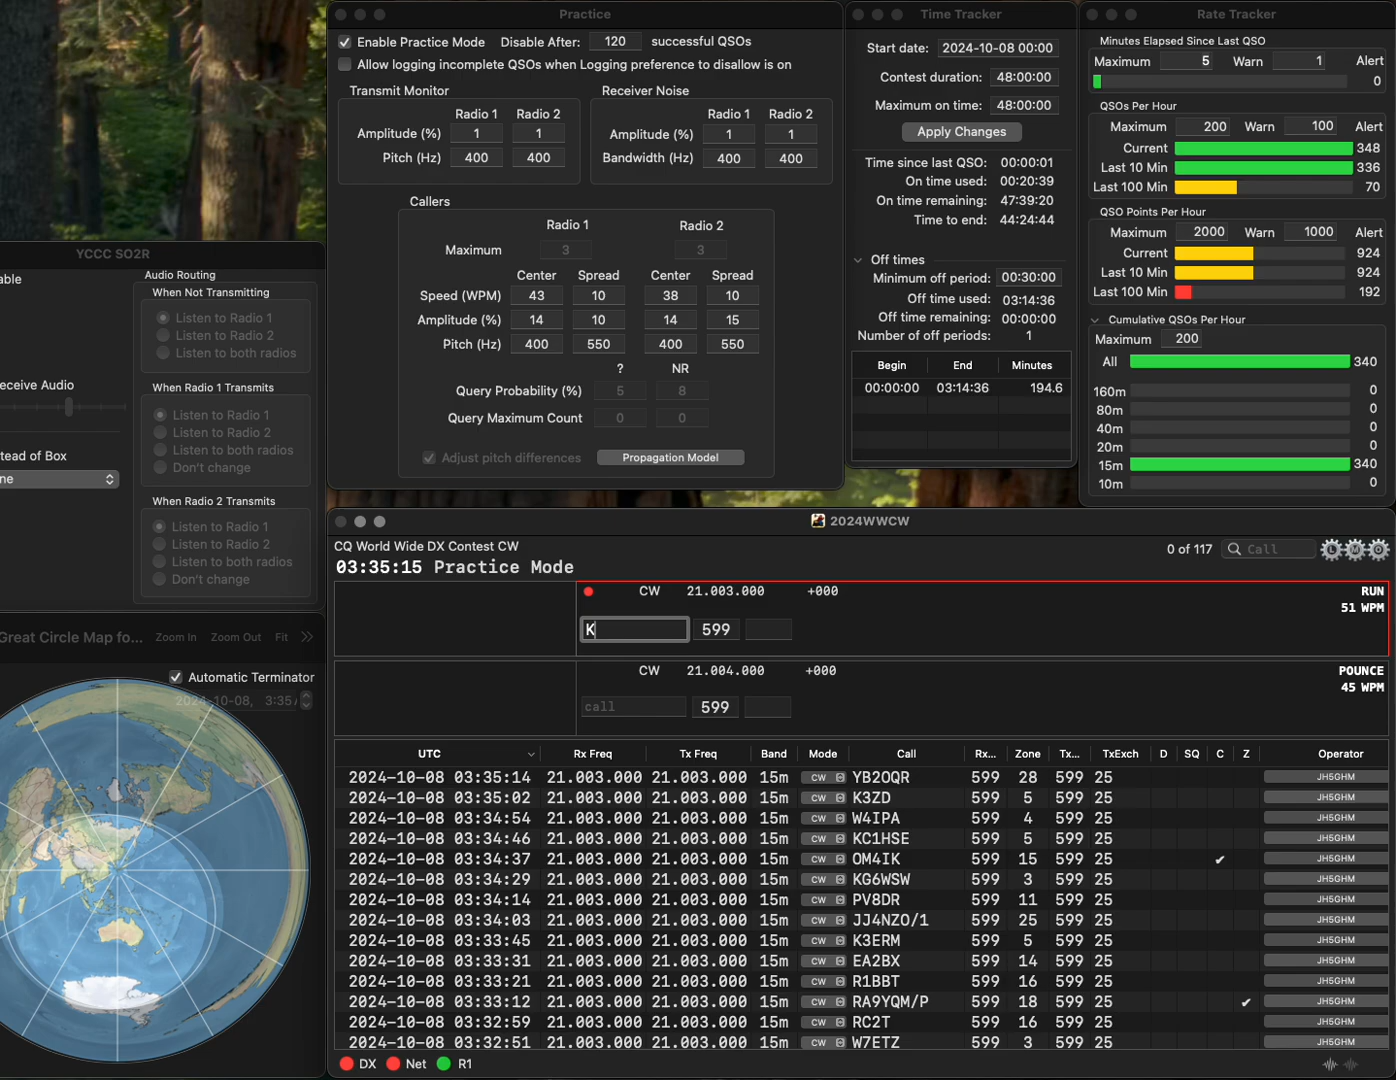 Practice
Enable Practice Mode Disable After: 120 successful QSOs
Allow logging incomplete QSOs when Logging preference to disallow is on
Transmit Monitor
Radio 1 Radio 2
Amplitude (%) 1 1
Pitch (Hz) 400 400
Receiver Noise
Radio 1 Radio 2
Amplitude (%) 1 1
Bandwidth (Hz) 400 400
Callers
Radio 1 Radio 2
Maximum 3 3
Center Spread Center Spread
Speed (WPM) 43 10 38 10
Amplitude (%) 14 10 14 15
Pitch (Hz) 400 550 400 550
? NR
Query Probability (%) 5 8
Query Maximum Count 0 0
Adjust pitch differences Propagation Model
Time Tracker
Start date: 2024-10-08 00:00
Contest duration: 48:00:00
Maximum on time: 48:00:00
Apply Changes
Time since last QSO: 00:00:01
On time used: 00:20:39
On time remaining: 47:39:20
Time to end: 44:24:44
Off times
Minimum off period: 00:30:00
Off time used: 03:14:36
Off time remaining: 00:00:00
Number of off periods: 1
Begin End Minutes
00:00:00 03:14:36 194.6
Rate Tracker
Minutes Elapsed Since Last QSO
Maximum 5 Warn 1 Alert
0
QSOs Per Hour
Maximum 200 Warn 100 Alert
Current 348
Last 10 Min 336
Last 100 Min 70
QSO Points Per Hour
Maximum 2000 Warn 1000 Alert
Current 924
Last 10 Min 924
Last 100 Min 192
Cumulative QSOs Per Hour
Maximum 200
All 340
160m 0
80m 0
40m 0
20m 0
15m 340
10m 0
YCCC SO2R
able
Audio Routing
When Not Transmitting
Listen to Radio 1
Listen to Radio 2
Listen to both radios
eceive Audio
When Radio 1 Transmits
Listen to Radio 1
Listen to Radio 2
Listen to both radios
Don't change
tead of Box
ne
When Radio 2 Transmits
Listen to Radio 1
Listen to Radio 2
Listen to both radios
Don't change
Great Circle Map fo... Zoom In Zoom Out Fit
Automatic Terminator
2024-10-08, 3:35
2024WWCW
CQ World Wide DX Contest CW
0 of 117 Call
L M O
03:35:15 Practice Mode
CW 21.003.000 +000 RUN
51 WPM
K 599
CW 21.004.000 +000 POUNCE
45 WPM
call 599
UTC Rx Freq Tx Freq Band Mode Call Rx... Zone Tx... TxExch D SQ C Z Operator
2024-10-08 03:35:14 21.003.000 21.003.000 15m CW YB2OQR 599 28 599 25 JH5GHM
2024-10-08 03:35:02 21.003.000 21.003.000 15m CW K3ZD 599 5 599 25 JH5GHM
2024-10-08 03:34:54 21.003.000 21.003.000 15m CW W4IPA 599 4 599 25 JH5GHM
2024-10-08 03:34:46 21.003.000 21.003.000 15m CW KC1HSE 599 5 599 25 JH5GHM
2024-10-08 03:34:37 21.003.000 21.003.000 15m CW OM4IK 599 15 599 25 ✔ JH5GHM
2024-10-08 03:34:29 21.003.000 21.003.000 15m CW KG6WSW 599 3 599 25 JH5GHM
2024-10-08 03:34:14 21.003.000 21.003.000 15m CW PV8DR 599 11 599 25 JH5GHM
2024-10-08 03:34:03 21.003.000 21.003.000 15m CW JJ4NZO/1 599 25 599 25 JH5GHM
2024-10-08 03:33:45 21.003.000 21.003.000 15m CW K3ERM 599 5 599 25 JH5GHM
2024-10-08 03:33:31 21.003.000 21.003.000 15m CW EA2BX 599 14 599 25 JH5GHM
2024-10-08 03:33:21 21.003.000 21.003.000 15m CW R1BBT 599 16 599 25 JH5GHM
2024-10-08 03:33:12 21.003.000 21.003.000 15m CW RA9YQM/P 599 18 599 25 ✔ JH5GHM
2024-10-08 03:32:59 21.003.000 21.003.000 15m CW RC2T 599 16 599 25 JH5GHM
2024-10-08 03:32:51 21.003.000 21.003.000 15m CW W7ETZ 599 3 599 25 JH5GHM
DX Net R1